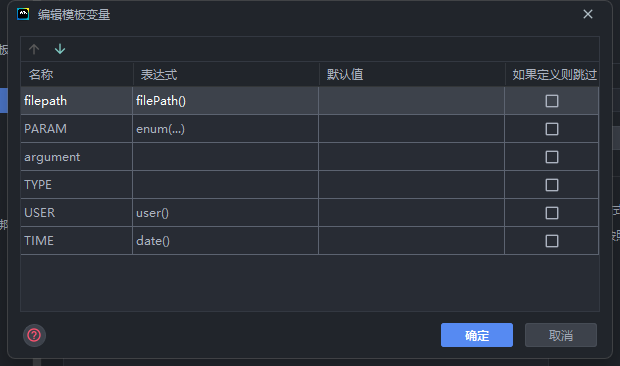 编辑模板变量
名称 表达式 默认值 如果定义则跳过
filepath filePath()
PARAM enum(...)
argument
TYPE
USER user()
TIME date()
确定 取消